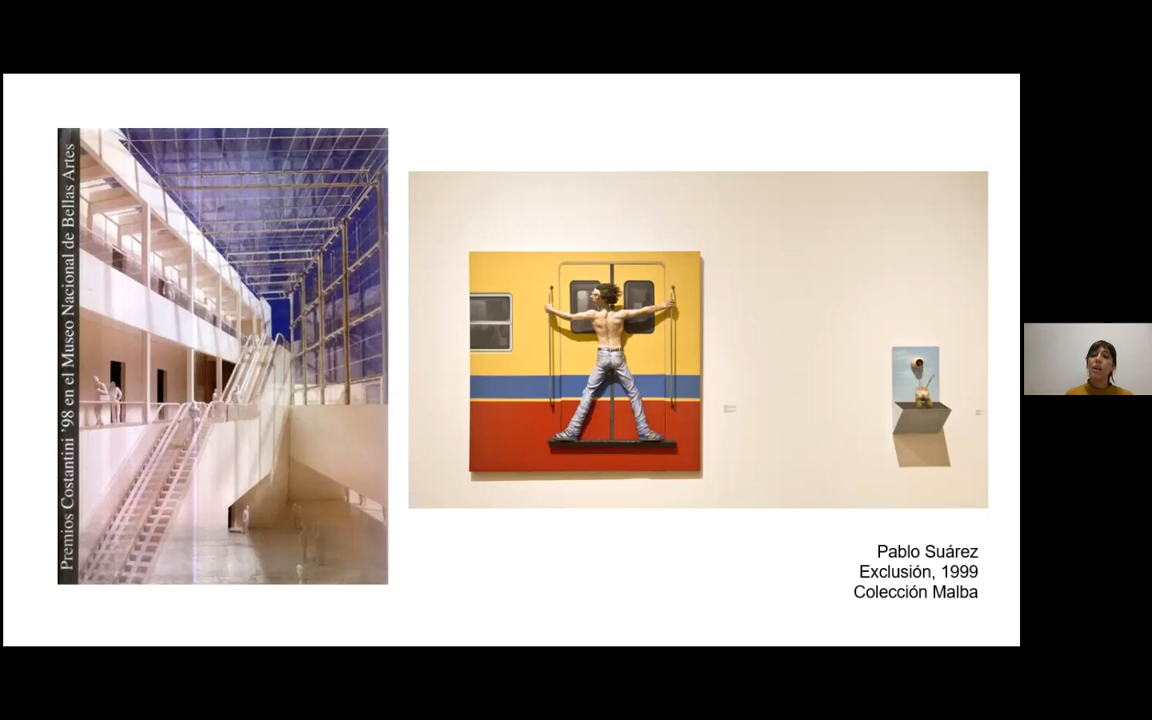 Premios Costantini '98 en el Museo Nacional de Bellas Artes
Pablo Suárez
Exclusión, 1999
Colección Malba